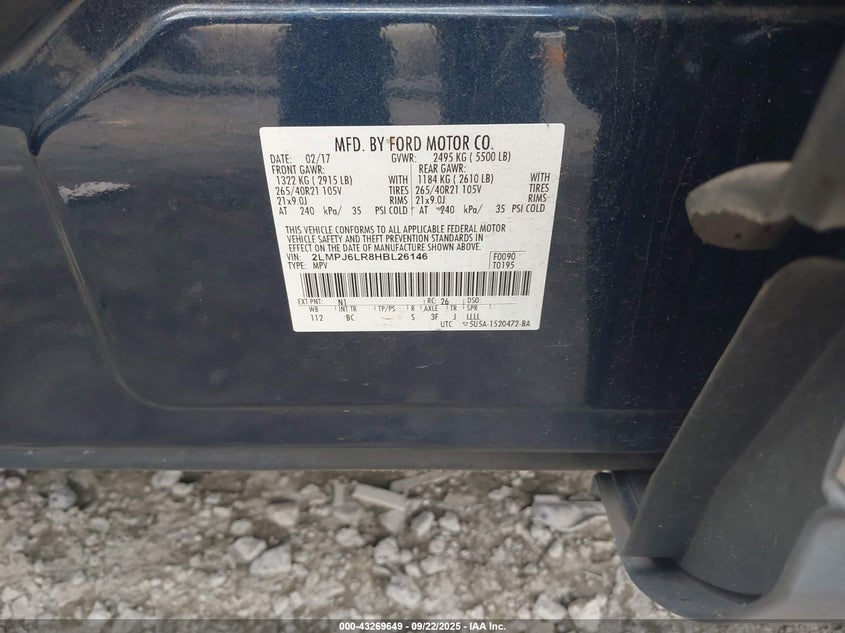 MFD. BY FORD MOTOR CO.
DATE: 02/17 GVWR: 2495 KG ( 5500 LB)
FRONT GAWR: REAR GAWR:
1322 KG ( 2915 LB) WITH 1184 KG ( 2610 LB) WITH
265/40R21 105V TIRES 265/40R21 105V TIRES
21x9.0J RIMS 21x9.0J RIMS
AT 240 kPa/ 35 PSI COLD AT 240 kPa/ 35 PSI COLD
THIS VEHICLE CONFORMS TO ALL APPLICABLE FEDERAL MOTOR
VEHICLE SAFETY AND THEFT PREVENTION STANDARDS IN
EFFECT ON THE DATE OF MANUFACTURE SHOWN ABOVE.
VIN: 2LMPJ6LR8HBL26146 F0090
TYPE: MPV T0195
EXT PNT: N1 RC: 26 DSO:
WB INT TR TP/PS R AXLE TR SPR
112 BC S 3F J LLLL
UTC 5U5A-1520472-BA
000-43269649 - 09/22/2025 - IAA Inc.